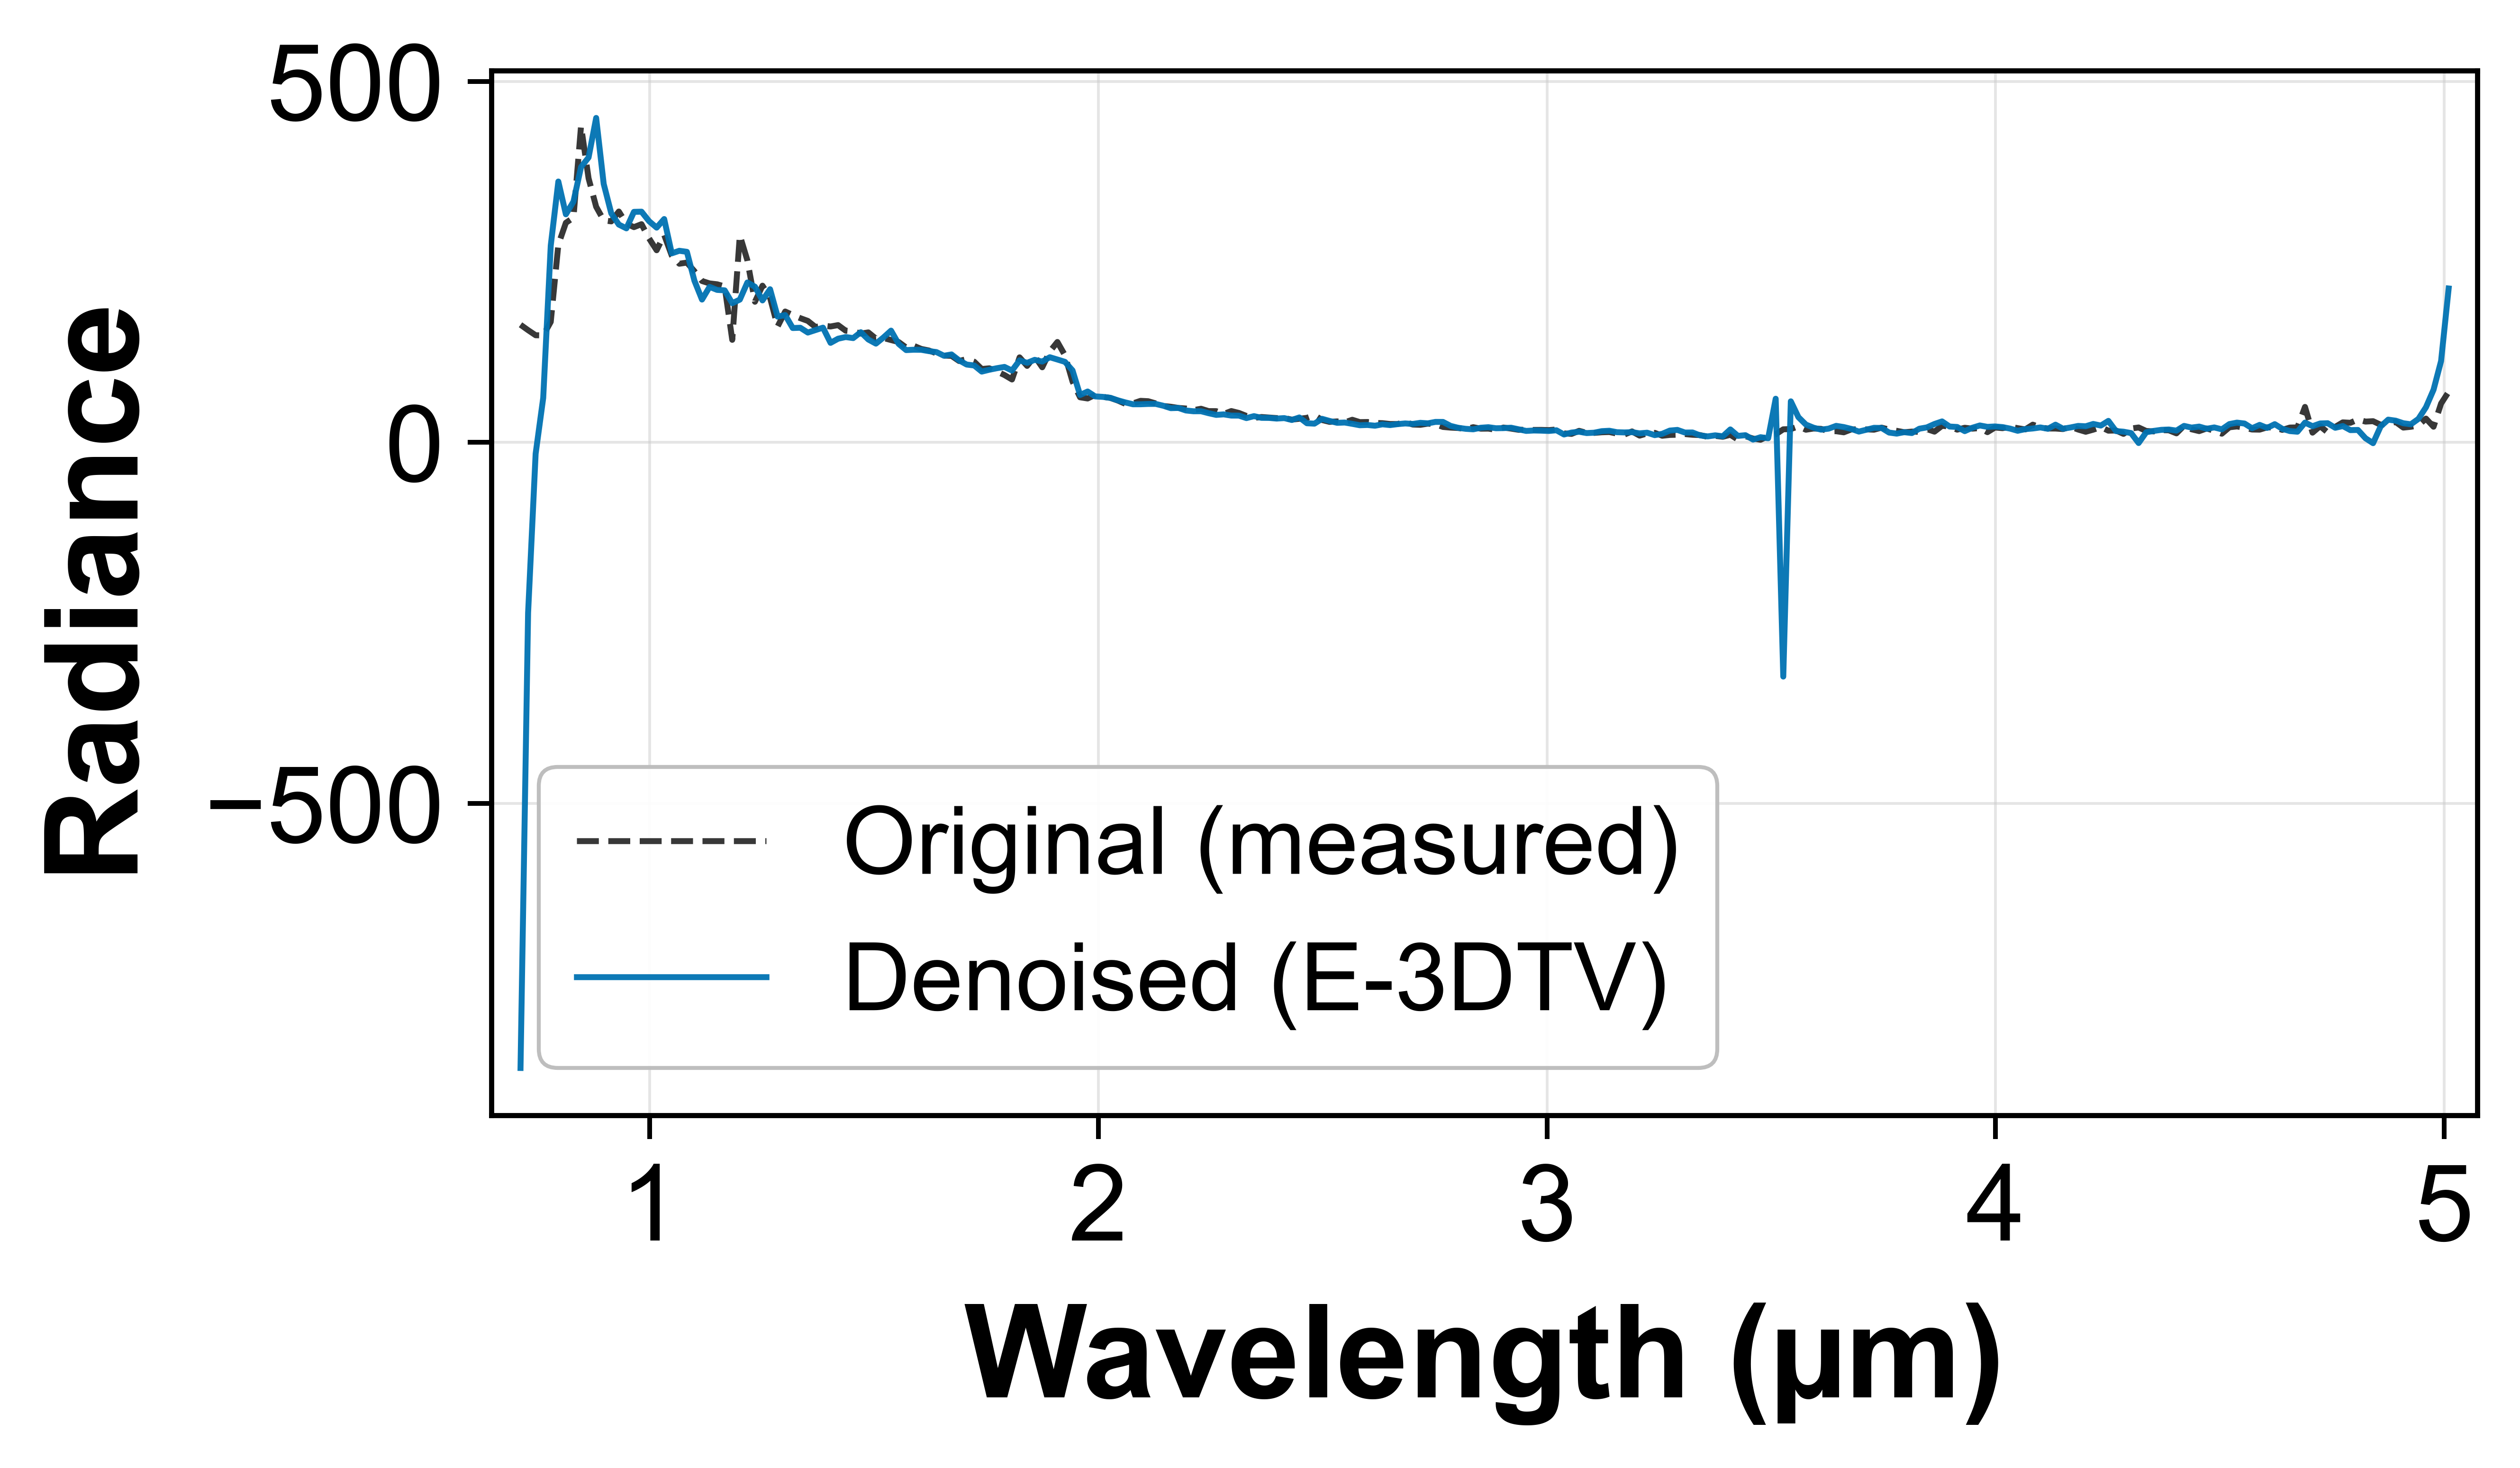 Radiance
500
0
−500
Original (measured)
Denoised (E-3DTV)
1 2 3 4 5
Wavelength (µm)